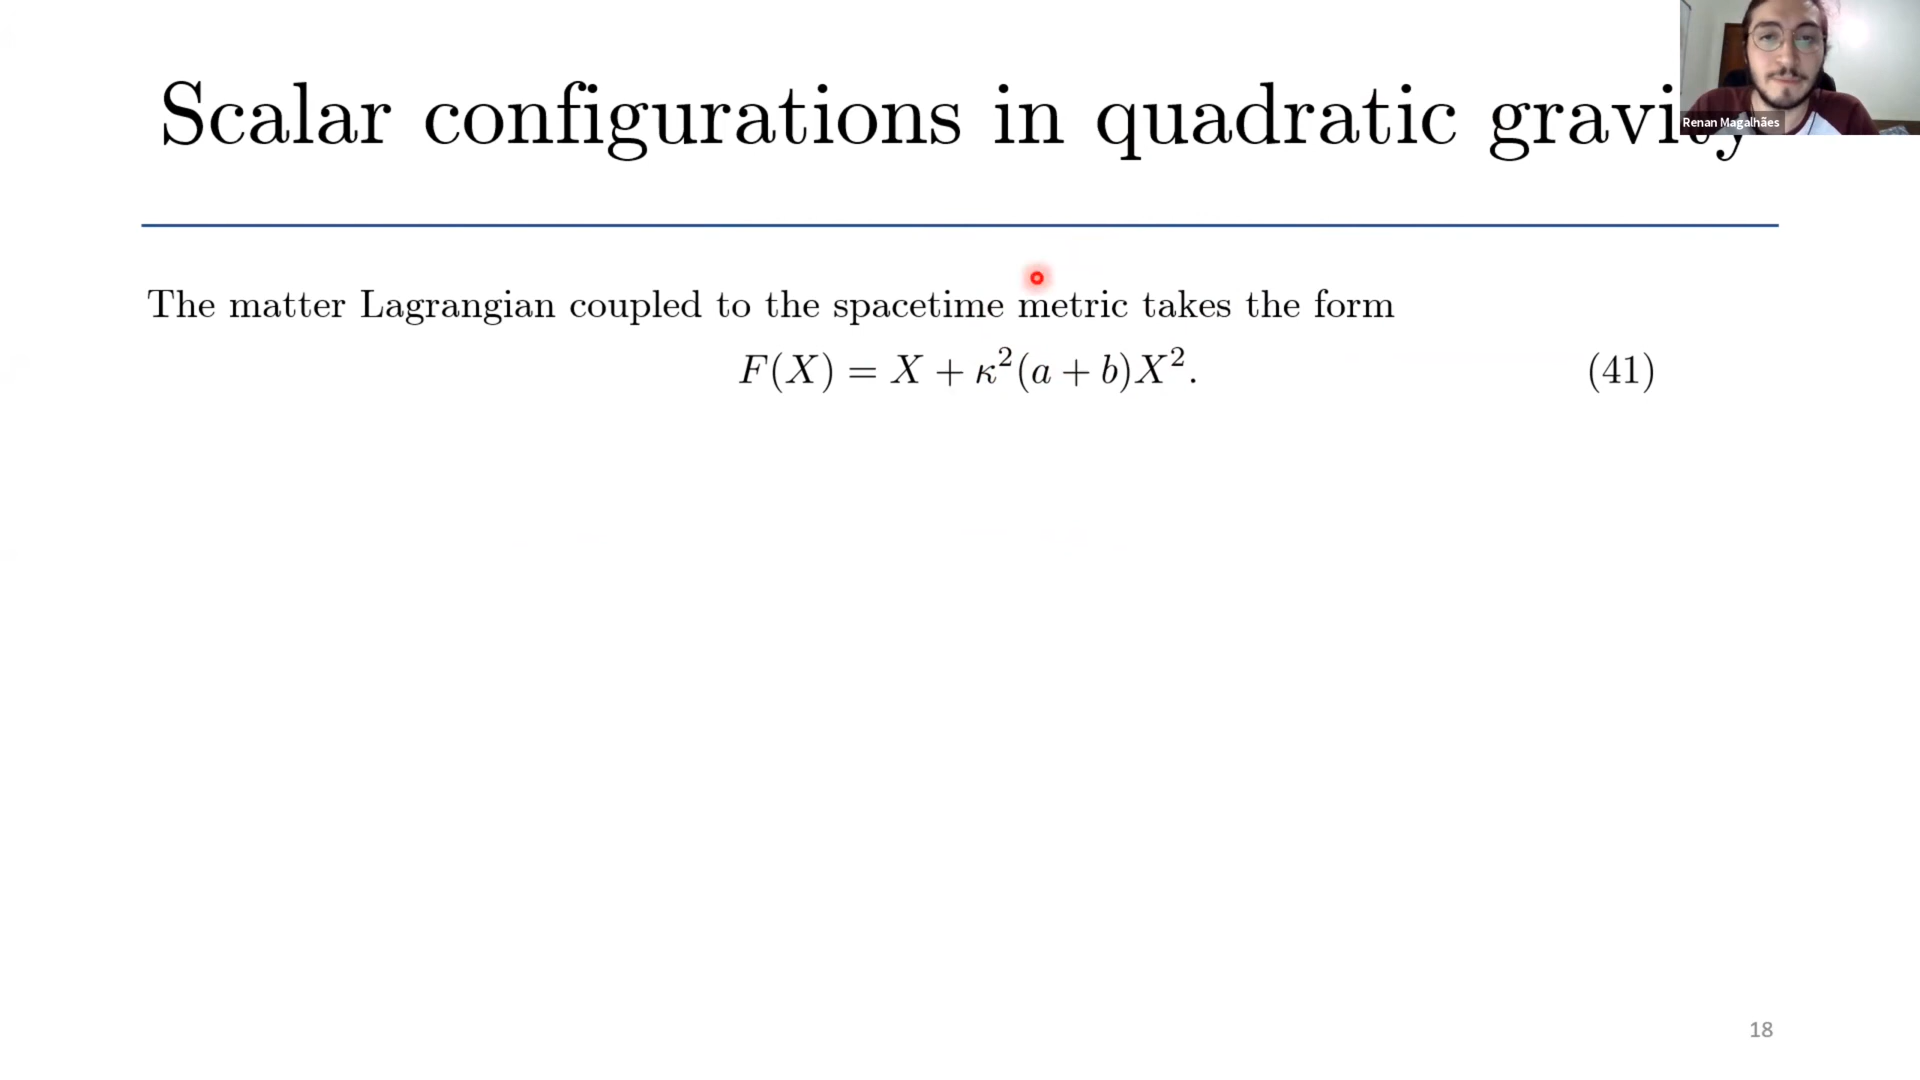 Scalar configurations in quadratic gravity
Renan Magalhães
The matter Lagrangian coupled to the spacetime metric takes the form
F(X) = X + κ²(a + b)X². (41)
18